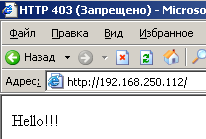 HTTP 403 (Запрещено) - Microso
Файл Правка Вид Избранное
Назад
Адрес: http://192.168.250.112/
Hello!!!